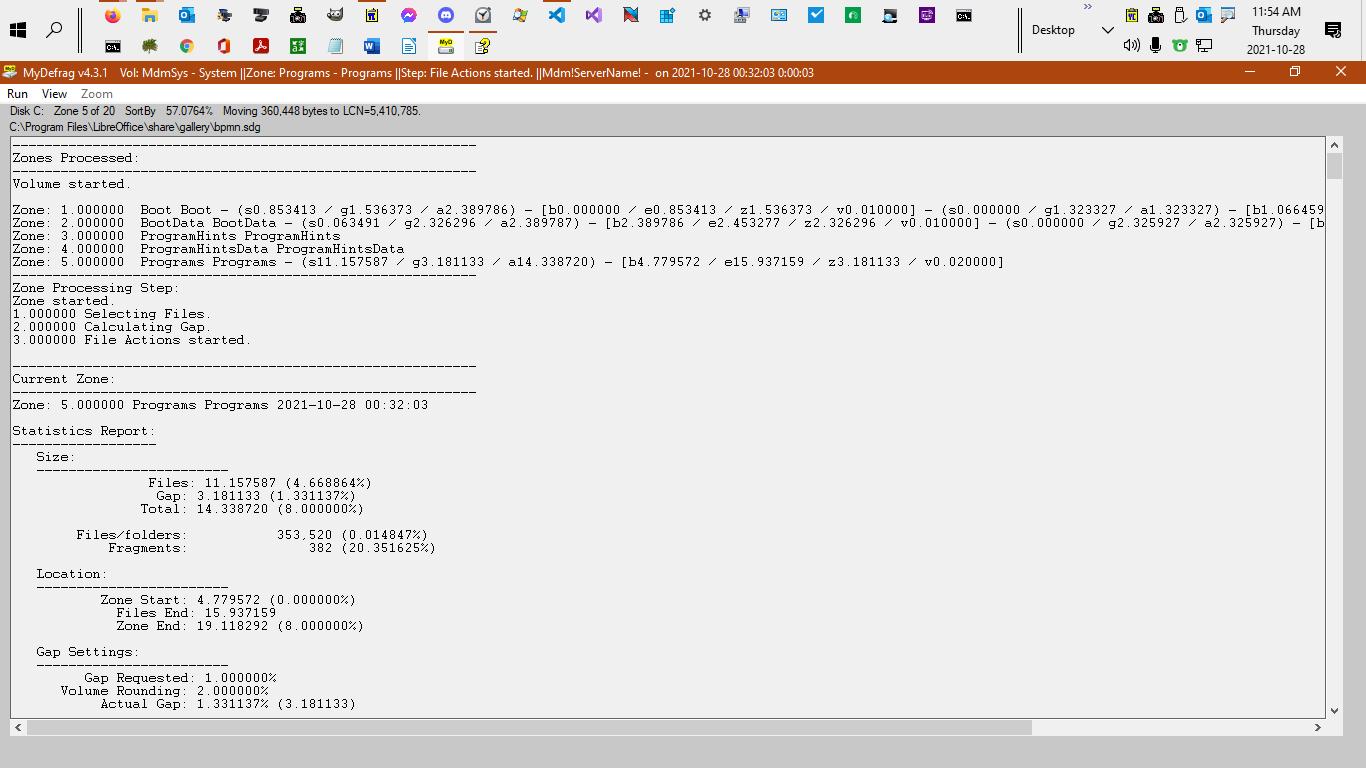 11:54 AM
Desktop
Thursday
2021-10-28
MyDefrag v4.3.1 Vol: MdmSys - System ||Zone: Programs - Programs ||Step: File Actions started. ||Mdm!ServerName! - on 2021-10-28 00:32:03 0:00:03
Run View Zoom
Disk C: Zone 5 of 20 SortBy 57.0764% Moving 360,448 bytes to LCN=5,410,785.
C:\Program Files\LibreOffice\share\gallery\bpmn.sdg
----------------------------------------------------------
Zones Processed:
----------------------------------------------------------
Volume started.
Zone: 1.000000 Boot Boot - (s0.853413 / g1.536373 / a2.389786) - [b0.000000 / e0.853413 / z1.536373 / v0.010000] - (s0.000000 / g1.323327 / a1.323327) - [b1.066459
Zone: 2.000000 BootData BootData - (s0.063491 / g2.326296 / a2.389787) - [b2.389786 / e2.453277 / z2.326296 / v0.010000] - (s0.000000 / g2.325927 / a2.325927) - [b
Zone: 3.000000 ProgramHints ProgramHints
Zone: 4.000000 ProgramHintsData ProgramHintsData
Zone: 5.000000 Programs Programs - (s11.157587 / g3.181133 / a14.338720) - [b4.779572 / e15.937159 / z3.181133 / v0.020000]
----------------------------------------------------------
Zone Processing Step:
Zone started.
1.000000 Selecting Files.
2.000000 Calculating Gap.
3.000000 File Actions started.
----------------------------------------------------------
Current Zone:
----------------------------------------------------------
Zone: 5.000000 Programs Programs 2021-10-28 00:32:03
Statistics Report:
------------------
Size:
------------------------
Files: 11.157587 (4.668864%)
Gap: 3.181133 (1.331137%)
Total: 14.338720 (8.000000%)
Files/folders: 353,520 (0.014847%)
Fragments: 382 (20.351625%)
Location:
------------------------
Zone Start: 4.779572 (0.000000%)
Files End: 15.937159
Zone End: 19.118292 (8.000000%)
Gap Settings:
------------------------
Gap Requested: 1.000000%
Volume Rounding: 2.000000%
Actual Gap: 1.331137% (3.181133)